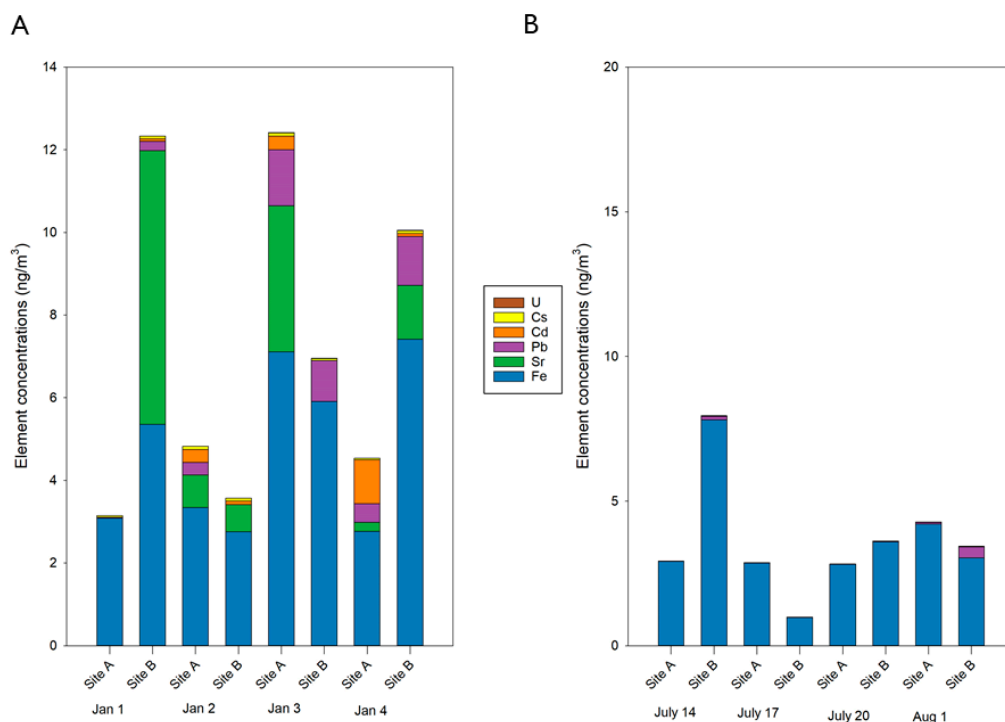 A
B
Element concentrations (ng/m³)
14
12
10
8
6
4
2
0
Site A
Site B
Site A
Site B
Site A
Site B
Site A
Site B
Jan 1
Jan 2
Jan 3
Jan 4
U
Cs
Cd
Pb
Sr
Fe
Element concentrations (ng/m³)
20
15
10
5
0
Site A
Site B
Site A
Site B
Site A
Site B
Site A
Site B
July 14
July 17
July 20
Aug 1